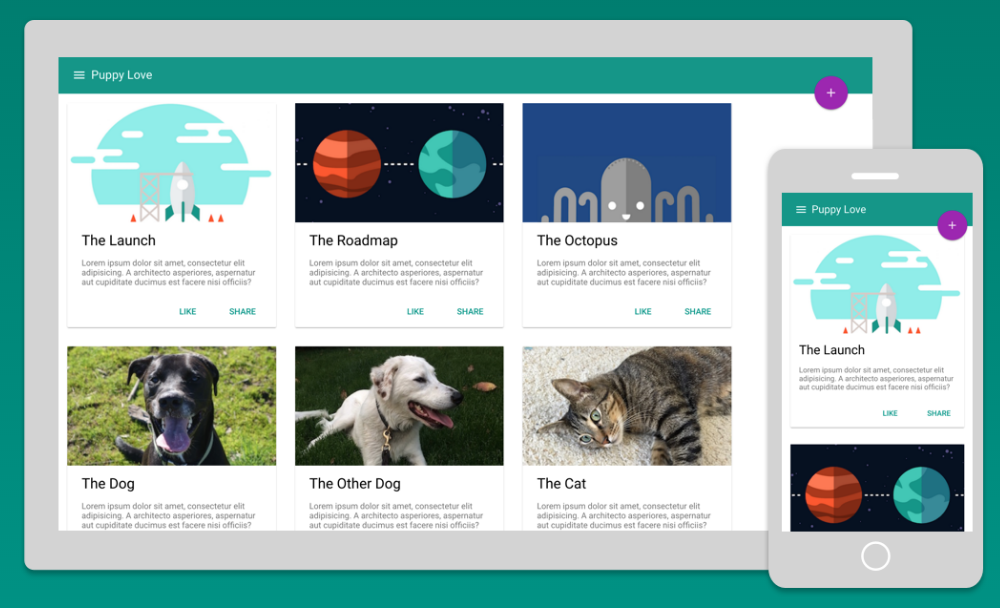 Puppy Love
+
The Launch
Lorem ipsum dolor sit amet, consectetur elit
adipisicing. A architecto asperiores, aspernatur
aut cupiditate ducimus est facere nisi officiis?
LIKE SHARE
The Roadmap
Lorem ipsum dolor sit amet, consectetur elit
adipisicing. A architecto asperiores, aspernatur
aut cupiditate ducimus est facere nisi officiis?
LIKE SHARE
The Octopus
Lorem ipsum dolor sit amet, consectetur elit
adipisicing. A architecto asperiores, aspernatur
aut cupiditate ducimus est facere nisi officiis?
LIKE SHARE
The Dog
Lorem ipsum dolor sit amet, consectetur elit
adipisicing. A architecto asperiores, aspernatur
aut cupiditate ducimus est facere nisi officiis?
The Other Dog
Lorem ipsum dolor sit amet, consectetur elit
adipisicing. A architecto asperiores, aspernatur
aut cupiditate ducimus est facere nisi officiis?
The Cat
Lorem ipsum dolor sit amet, consectetur elit
adipisicing. A architecto asperiores, aspernatur
aut cupiditate ducimus est facere nisi officiis?
Puppy Love
+
The Launch
Lorem ipsum dolor sit amet, consectetur elit
adipisicing. A architecto asperiores, aspernatur
aut cupiditate ducimus est facere nisi officiis?
LIKE SHARE